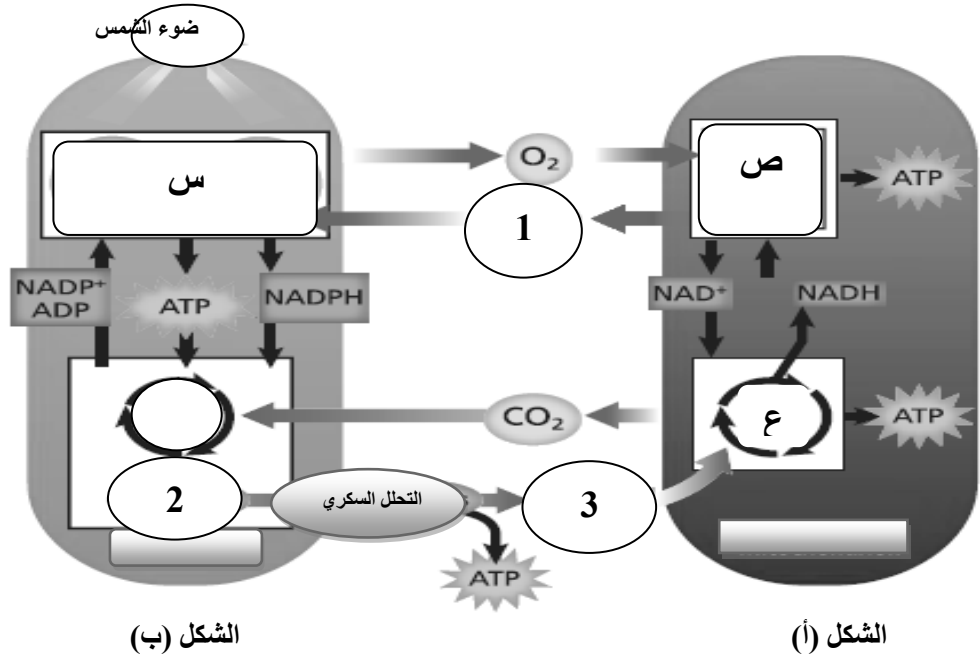 ضوء الشمس
س
ص
O₂
1
ATP
NADP⁺
ADP
ATP
NADPH
NAD⁺
NADH
CO₂
ع
ATP
2
التحلل السكري
3
ATP
الشكل (ب)
الشكل (أ)